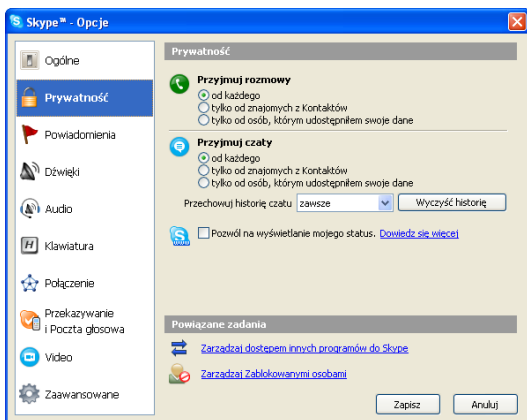 Skype™ - Opcje
Ogólne
Prywatność
Powiadomienia
Dźwięki
Audio
Klawiatura
Połączenie
Przekazywanie
i Poczta głosowa
Video
Zaawansowane
Prywatność
Przyjmuj rozmowy
od każdego
tylko od znajomych z Kontaktów
tylko od osób, którym udostępniłem swoje dane
Przyjmuj czaty
od każdego
tylko od znajomych z Kontaktów
tylko od osób, którym udostępniłem swoje dane
Przechowuj historię czatu zawsze Wyczyść historię
Pozwól na wyświetlanie mojego status. Dowiedz się więcej
Powiązane zadania
Zarządzaj dostępem innych programów do Skype
Zarządzaj Zablokowanymi osobami
Zapisz Anuluj